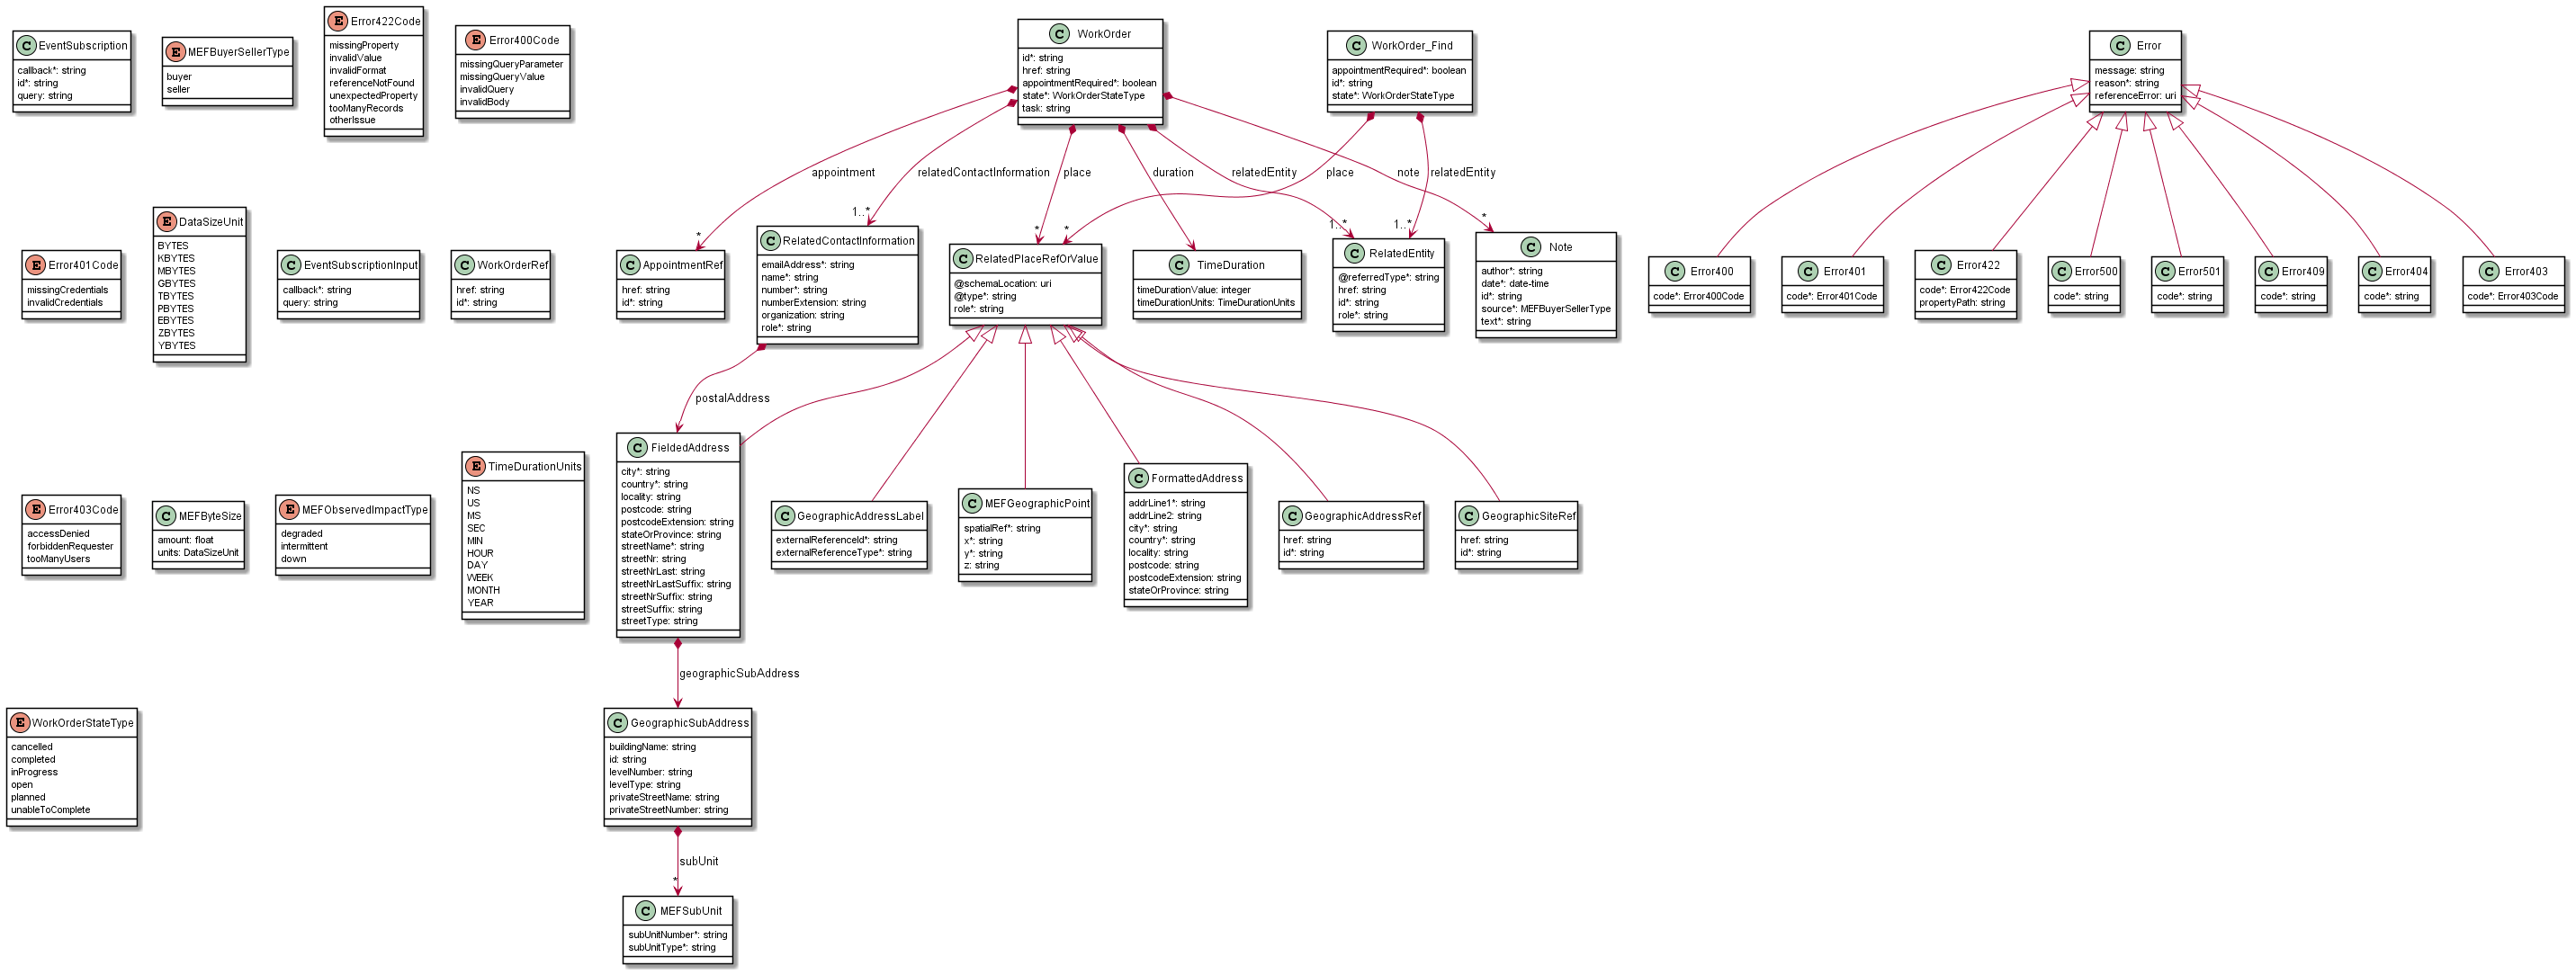 EventSubscription
callback*: string
id*: string
query: string
MEFBuyerSellerType
buyer
seller
Error422Code
missingProperty
invalidValue
invalidFormat
referenceNotFound
unexpectedProperty
tooManyRecords
otherIssue
Error400Code
missingQueryParameter
missingQueryValue
invalidQuery
invalidBody
WorkOrder
id*: string
href: string
appointmentRequired*: boolean
state*: WorkOrderStateType
task: string
WorkOrder_Find
appointmentRequired*: boolean
id*: string
state*: WorkOrderStateType
Error
message: string
reason*: string
referenceError: uri
appointment
relatedContactInformation
place
duration
relatedEntity
place
note
relatedEntity
*
1..*
*
*
1..*
1..*
*
Error401Code
missingCredentials
invalidCredentials
DataSizeUnit
BYTES
KBYTES
MBYTES
GBYTES
TBYTES
PBYTES
EBYTES
ZBYTES
YBYTES
EventSubscriptionInput
callback*: string
query: string
WorkOrderRef
href: string
id*: string
AppointmentRef
href: string
id*: string
RelatedContactInformation
emailAddress*: string
name*: string
number*: string
numberExtension: string
organization: string
role*: string
RelatedPlaceRefOrValue
@schemaLocation: uri
@type*: string
role*: string
TimeDuration
timeDurationValue: integer
timeDurationUnits: TimeDurationUnits
RelatedEntity
@referredType*: string
href: string
id*: string
role*: string
Note
author*: string
date*: date-time
id*: string
source*: MEFBuyerSellerType
text*: string
Error400
code*: Error400Code
Error401
code*: Error401Code
Error422
code*: Error422Code
propertyPath: string
Error500
code*: string
Error501
code*: string
Error409
code*: string
Error404
code*: string
Error403
code*: Error403Code
postalAddress
Error403Code
accessDenied
forbiddenRequester
tooManyUsers
MEFByteSize
amount: float
units: DataSizeUnit
MEFObservedImpactType
degraded
intermittent
down
TimeDurationUnits
NS
US
MS
SEC
MIN
HOUR
DAY
WEEK
MONTH
YEAR
FieldedAddress
city*: string
country*: string
locality: string
postcode: string
postcodeExtension: string
stateOrProvince: string
streetName*: string
streetNr: string
streetNrLast: string
streetNrLastSuffix: string
streetNrSuffix: string
streetSuffix: string
streetType: string
GeographicAddressLabel
externalReferenceId*: string
externalReferenceType*: string
MEFGeographicPoint
spatialRef*: string
x*: string
y*: string
z: string
FormattedAddress
addrLine1*: string
addrLine2: string
city*: string
country*: string
locality: string
postcode: string
postcodeExtension: string
stateOrProvince: string
GeographicAddressRef
href: string
id*: string
GeographicSiteRef
href: string
id*: string
geographicSubAddress
WorkOrderStateType
cancelled
completed
inProgress
open
planned
unableToComplete
GeographicSubAddress
buildingName: string
id: string
levelNumber: string
levelType: string
privateStreetName: string
privateStreetNumber: string
subUnit
*
MEFSubUnit
subUnitNumber*: string
subUnitType*: string